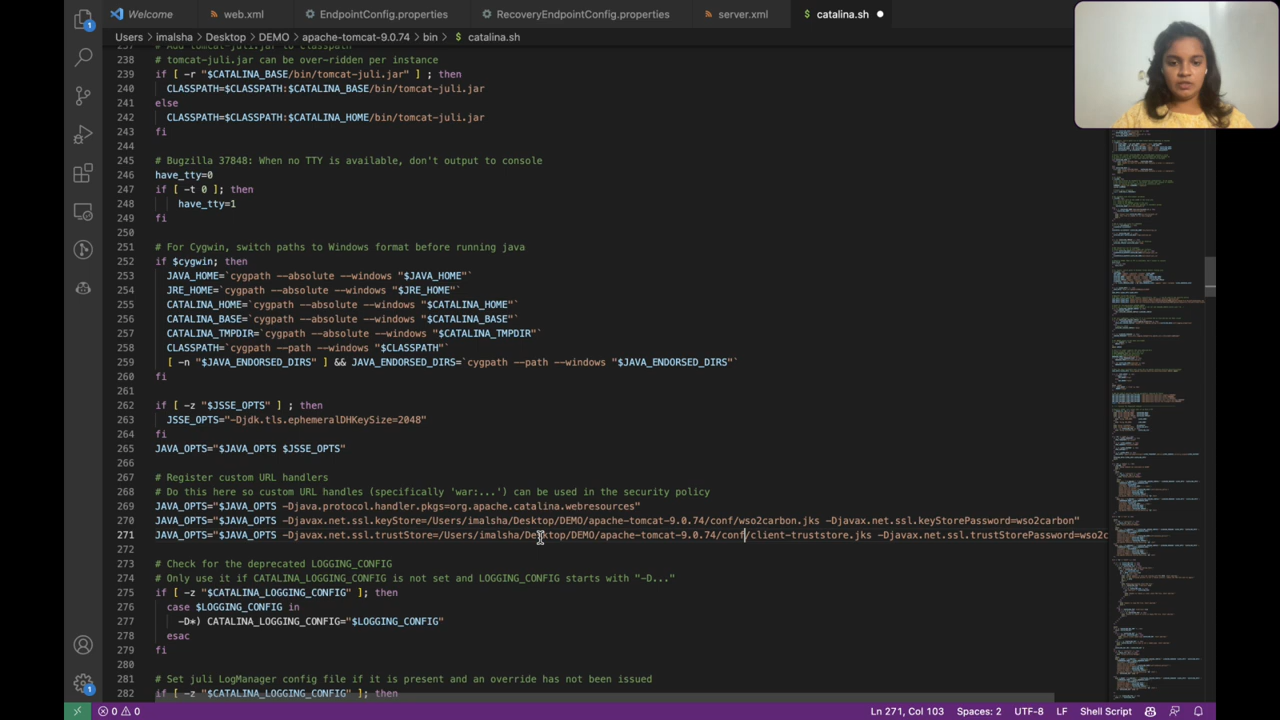 Welcome
web.xml
EndpointConfig.properties
RecoveryEndpointConfig.properties
server.xml
catalina.sh
Users > imalsha > Desktop > DEMO > apache-tomcat-9.0.74 > bin > catalina.sh
237 # Add tomcat-juli.jar to classpath
238 # tomcat-juli.jar can be over-ridden per instance
239 if [ -r "$CATALINA_BASE/bin/tomcat-juli.jar" ] ; then
240 CLASSPATH=$CLASSPATH:$CATALINA_BASE/bin/tomcat-juli.jar
241 else
242 CLASSPATH=$CLASSPATH:$CATALINA_HOME/bin/tomcat-juli.jar
243 fi
244
245 # Bugzilla 37848: When no TTY is available, don't output to console
246 have_tty=0
247 if [ -t 0 ]; then
248 have_tty=1
249 fi
250
251 # For Cygwin, switch paths to Windows format before running java
252 if $cygwin; then
253 JAVA_HOME=`cygpath --absolute --windows "$JAVA_HOME"`
254 JRE_HOME=`cygpath --absolute --windows "$JRE_HOME"`
255 CATALINA_HOME=`cygpath --absolute --windows "$CATALINA_HOME"`
256 CATALINA_BASE=`cygpath --absolute --windows "$CATALINA_BASE"`
257 CATALINA_TMPDIR=`cygpath --absolute --windows "$CATALINA_TMPDIR"`
258 CLASSPATH=`cygpath --path --windows "$CLASSPATH"`
259 [ -n "$JAVA_ENDORSED_DIRS" ] && JAVA_ENDORSED_DIRS=`cygpath --path --windows "$JAVA_ENDORSED_DIRS"`
260 fi
261
262 if [ -z "$JSSE_OPTS" ] ; then
263 JSSE_OPTS="-Djdk.tls.ephemeralDHKeySize=2048"
264 fi
265 JAVA_OPTS="$JAVA_OPTS $JSSE_OPTS"
266
267 # Register custom URL handlers
268 # Do this here so custom URL handles (specifically 'war:...') can be used in the security policy
269 JAVA_OPTS="$JAVA_OPTS -Djava.protocol.handler.pkgs=org.apache.catalina.webresources"
270 JAVA_OPTS="$JAVA_OPTS -Djavax.net.ssl.keyStore=/Users/imalsha/Desktop/DEMO/apache-tomcat-9.0.74/conf/wso2carbon.jks -Djavax.net.ssl.keyStorePassword=wso2carbon"
271 JAVA_OPTS="$JAVA_OPTS -Djavax.net.ssl.trustStore=/Users/imalsha/Desktop/DEMO/apache-tomcat-9.0.74/conf/client-truststore.jks -Djavax.net.ssl.trustStorePassword=wso2c
272
273 # Check for the deprecated LOGGING_CONFIG
274 # Only use it if CATALINA_LOGGING_CONFIG is not set and LOGGING_CONFIG starts with "-D..."
275 if [ -z "$CATALINA_LOGGING_CONFIG" ]; then
276 case $LOGGING_CONFIG in
277 -D*) CATALINA_LOGGING_CONFIG="$LOGGING_CONFIG"
278 esac
279 fi
280
281 # Set juli LogManager config file if it is present and an override has not been issued
282 if [ -z "$CATALINA_LOGGING_CONFIG" ]; then
1
1
0 0
Ln 271, Col 103
Spaces: 2
UTF-8
LF
Shell Script